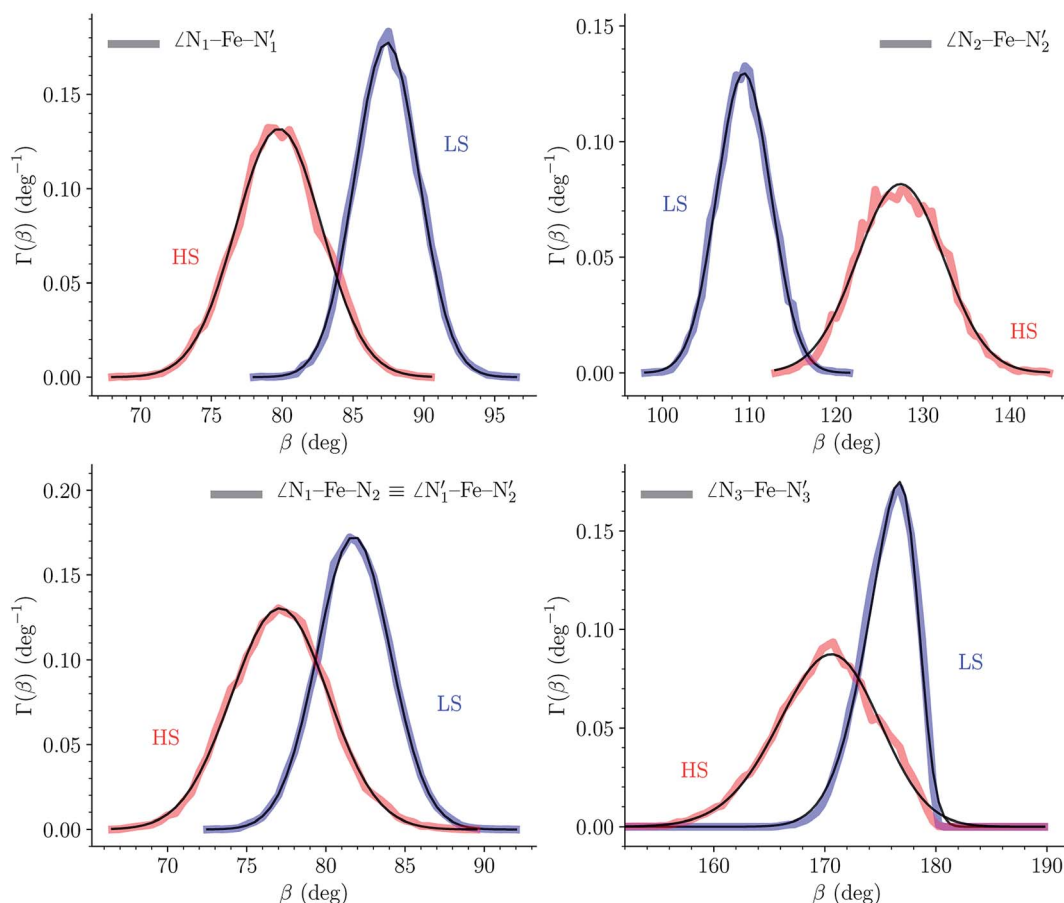 ∠N₁–Fe–N′₁
Γ(β) (deg⁻¹)
0.15
0.10
0.05
0.00
HS
LS
70 75 80 85 90 95
β (deg)
∠N₂–Fe–N′₂
Γ(β) (deg⁻¹)
0.15
0.10
0.05
0.00
LS
HS
100 110 120 130 140
β (deg)
∠N₁–Fe–N₂ ≡ ∠N′₁–Fe–N′₂
Γ(β) (deg⁻¹)
0.20
0.15
0.10
0.05
0.00
HS
LS
70 75 80 85 90
β (deg)
∠N₃–Fe–N′₃
Γ(β) (deg⁻¹)
0.15
0.10
0.05
0.00
LS
HS
160 170 180 190
β (deg)